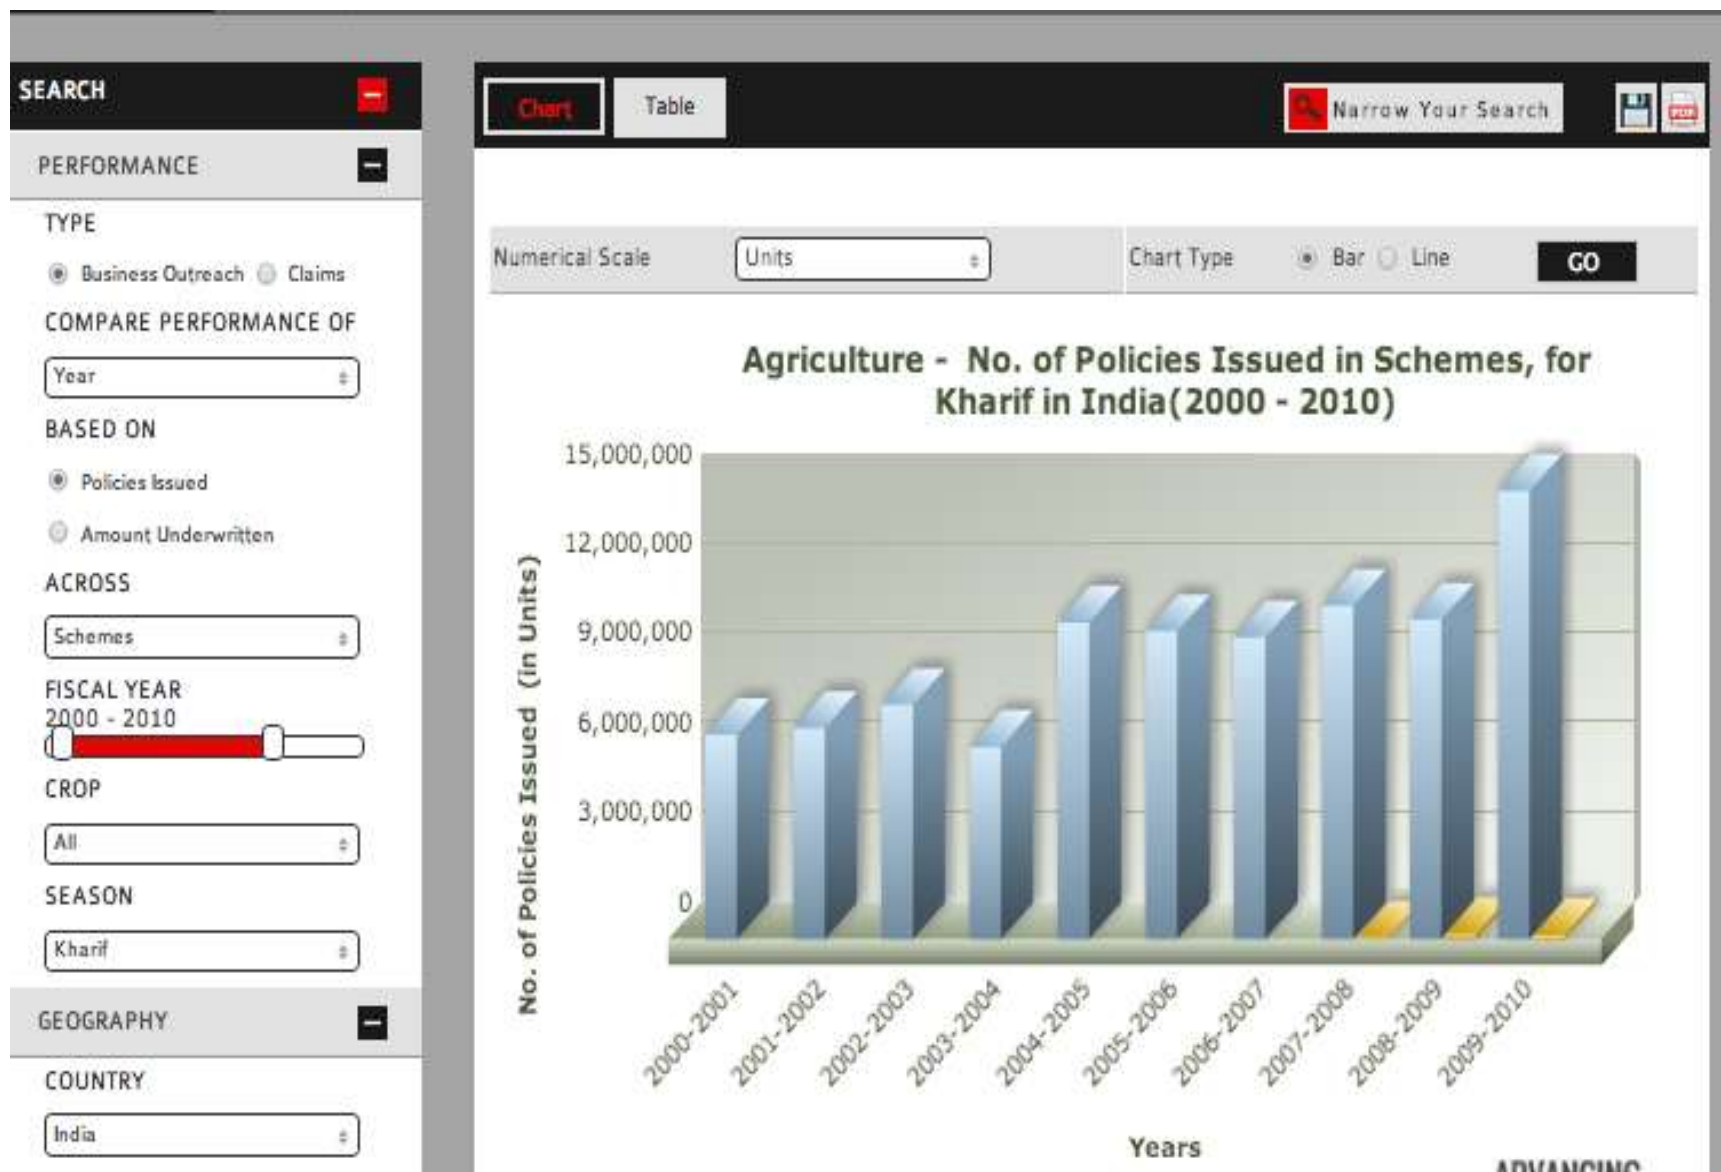 SEARCH
PERFORMANCE
TYPE
Business Outreach Claims
COMPARE PERFORMANCE OF
Year
BASED ON
Policies Issued
Amount Underwritten
ACROSS
Schemes
FISCAL YEAR
2000 - 2010
CROP
All
SEASON
Kharif
GEOGRAPHY
COUNTRY
India
Chart Table Narrow Your Search
Numerical Scale Units Chart Type Bar Line GO
Agriculture - No. of Policies Issued in Schemes, for
Kharif in India(2000 - 2010)
No. of Policies Issued (in Units)
15,000,000
12,000,000
9,000,000
6,000,000
3,000,000
0
2000-2001 2001-2002 2002-2003 2003-2004 2004-2005 2005-2006 2006-2007 2007-2008 2008-2009 2009-2010
Years